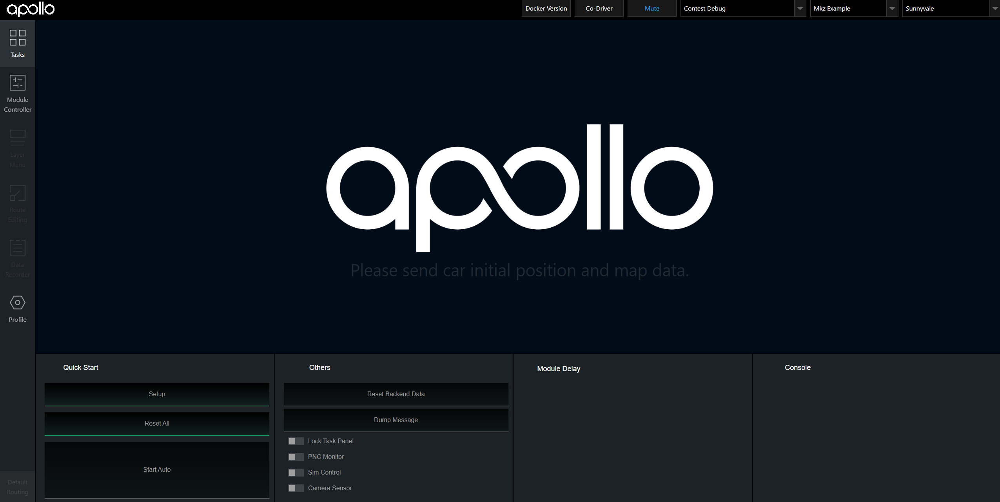 apollo
Docker Version
Co-Driver
Mute
Contest Debug
Mkz Example
Sunnyvale
Tasks
Module
Controller
Layer
Menu
Route
Editing
Data
Recorder
Profile
Default
Routing
apollo
Please send car initial position and map data.
Quick Start
Setup
Reset All
Start Auto
Others
Reset Backend Data
Dump Message
Lock Task Panel
PNC Monitor
Sim Control
Camera Sensor
Module Delay
Console